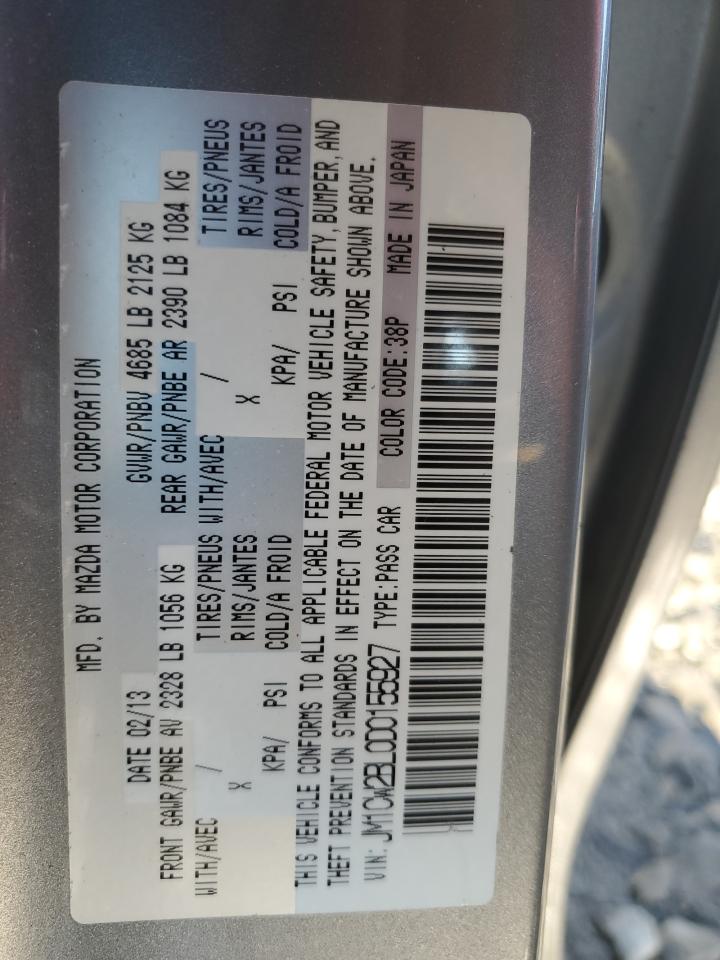 MFD. BY MAZDA MOTOR CORPORATION
DATE 02/13 GVWR/PNBV 4685 LB 2125 KG
FRONT GAWR/PNBE AV 2328 LB 1056 KG REAR GAWR/PNBE AR 2390 LB 1084 KG
WITH/AVEC / TIRES/PNEUS WITH/AVEC / TIRES/PNEUS
X RIMS/JANTES X RIMS/JANTES
KPA/ PSI COLD/A FROID KPA/ PSI COLD/A FROID
THIS VEHICLE CONFORMS TO ALL APPLICABLE FEDERAL MOTOR VEHICLE SAFETY, BUMPER, AND
THEFT PREVENTION STANDARDS IN EFFECT ON THE DATE OF MANUFACTURE SHOWN ABOVE.
VIN: JM1CW2BL0D0155927 TYPE:PASS CAR COLOR CODE:38P MADE IN JAPAN